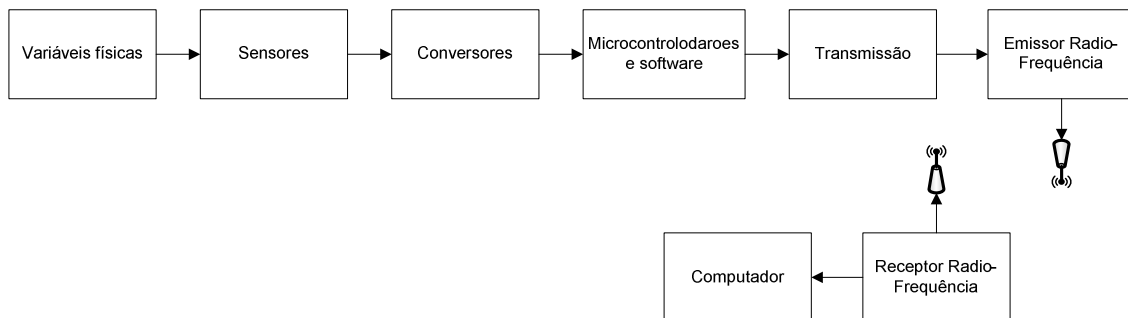 Variáveis físicas
Sensores
Conversores
Microcontrolodaroes
e software
Transmissão
Emissor Radio-
Frequência
Computador
Receptor Radio-
Frequência